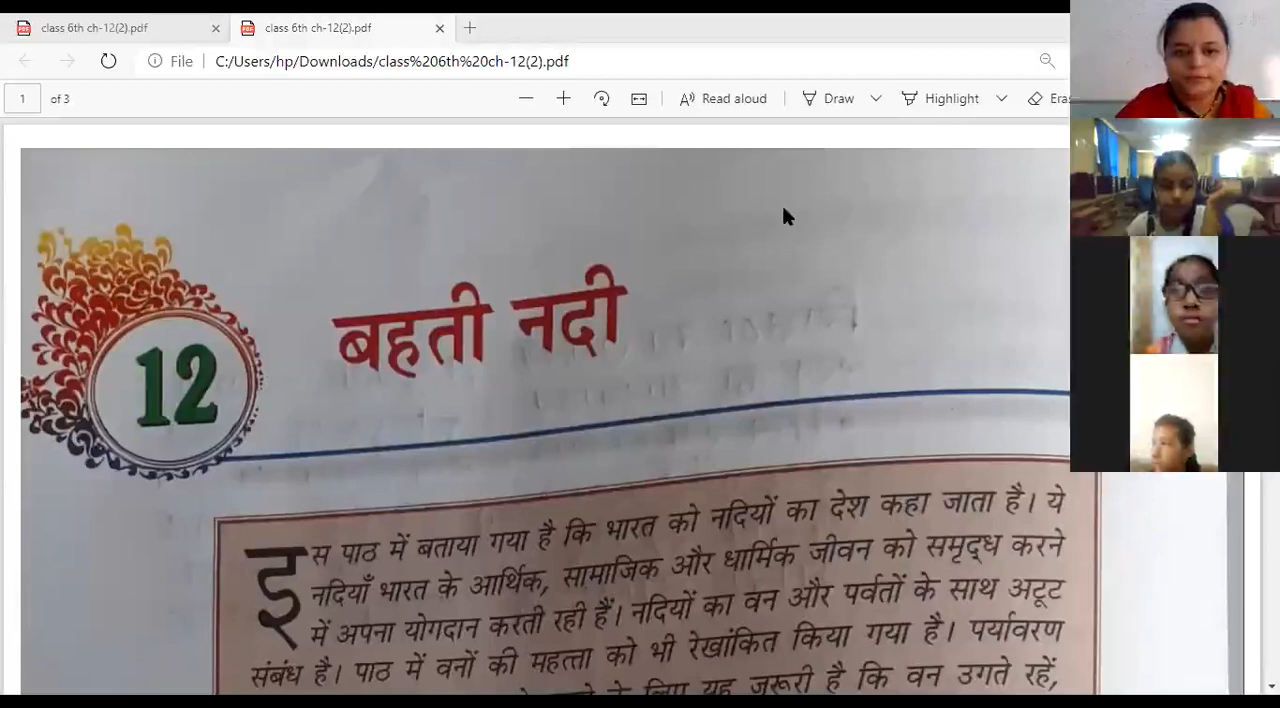 class 6th ch-12(2).pdf
class 6th ch-12(2).pdf
File C:/Users/hp/Downloads/class%206th%20ch-12(2).pdf
1 of 3 Read aloud Draw Highlight
12
बहती नदी
इस पाठ में बताया गया है कि भारत को नदियों का देश कहा जाता है। ये
नदियाँ भारत के आर्थिक, सामाजिक और धार्मिक जीवन को समृद्ध करने
में अपना योगदान करती रही हैं। नदियों का वन और पर्वतों के साथ अटूट
संबंध है। पाठ में वनों की महत्ता को भी रेखांकित किया गया है। पर्यावरण
के लिए यह जरूरी है कि वन उगते रहें,